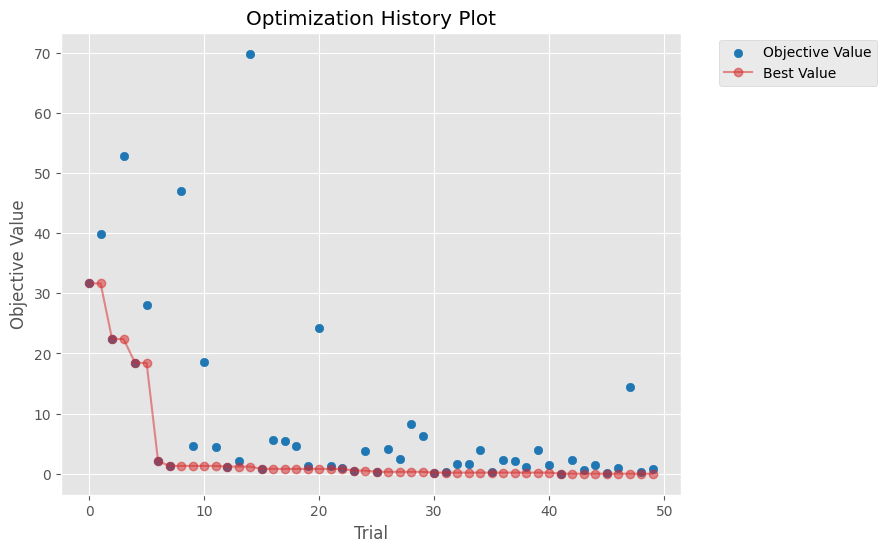 Optimization History Plot
Objective Value
Best Value
Objective Value
70
60
50
40
30
20
10
0
0 10 20 30 40 50
Trial